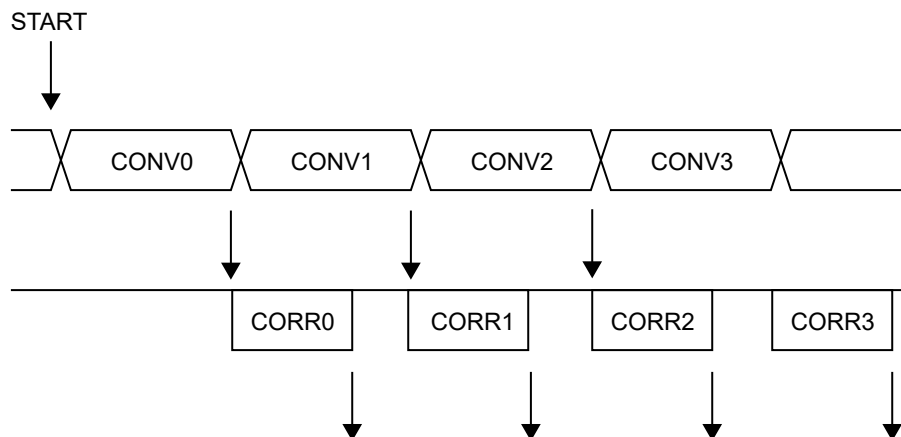 START
CONV0 CONV1 CONV2 CONV3
CORR0 CORR1 CORR2 CORR3